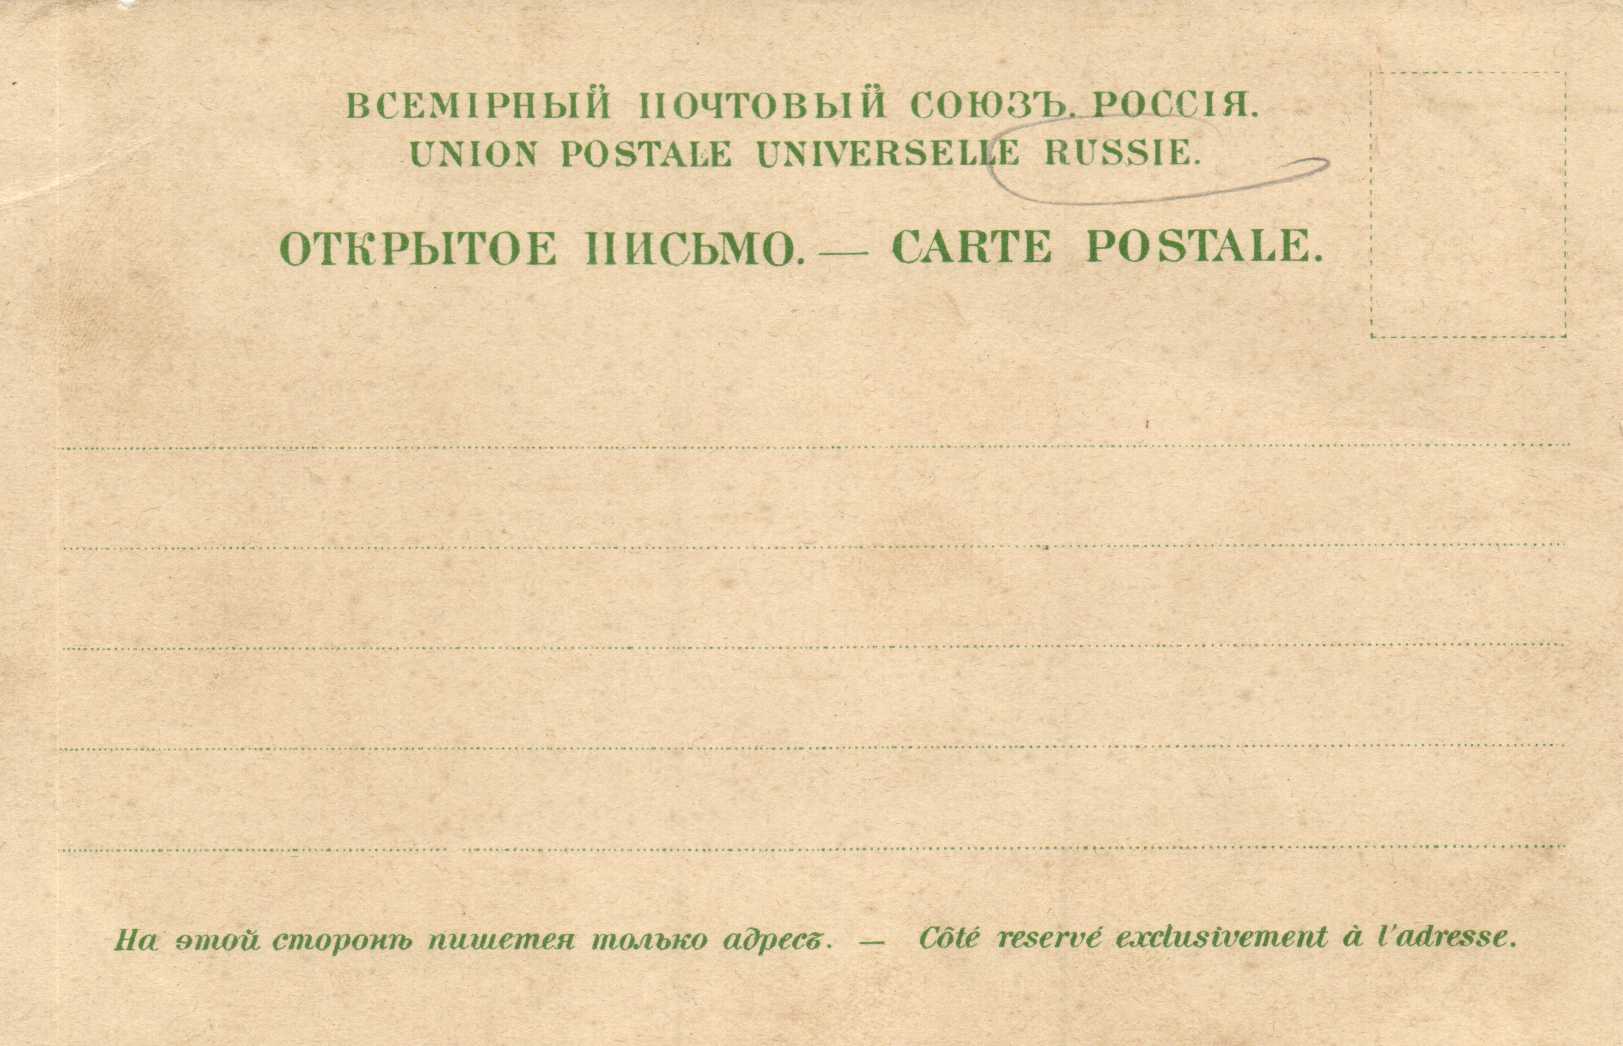 ВСЕМІРНЫЙ ПОЧТОВЫЙ СОЮЗЪ. РОССІЯ.
UNION POSTALE UNIVERSELLE RUSSIE.
ОТКРЫТОЕ ПИСЬМО. — CARTE POSTALE.
На этой сторонѣ пишется только адресъ. — Côté reservé exclusivement à l'adresse.